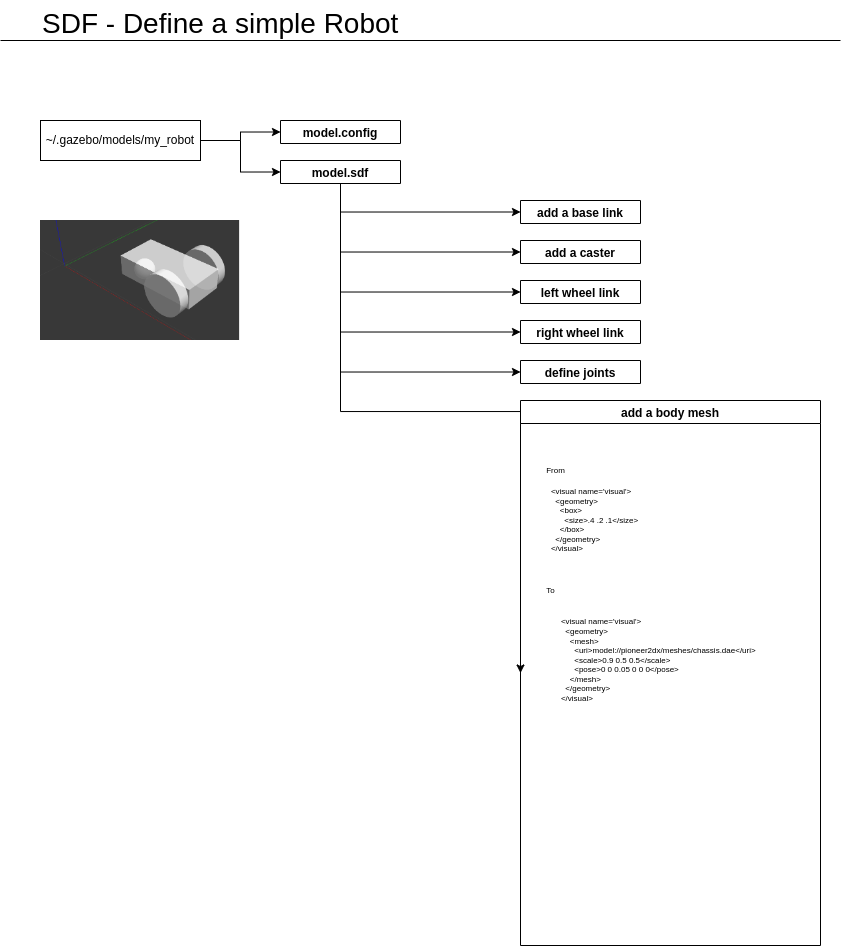 SDF - Define a simple Robot
~/.gazebo/models/my_robot
model.config
model.sdf
add a base link
add a caster
left wheel link
right wheel link
define joints
add a body mesh
From
<visual name='visual'>
<geometry>
<box>
<size>.4 .2 .1</size>
</box>
</geometry>
</visual>
To
<visual name='visual'>
<geometry>
<mesh>
<uri>model://pioneer2dx/meshes/chassis.dae</uri>
<scale>0.9 0.5 0.5</scale>
<pose>0 0 0.05 0 0 0</pose>
</mesh>
</geometry>
</visual>